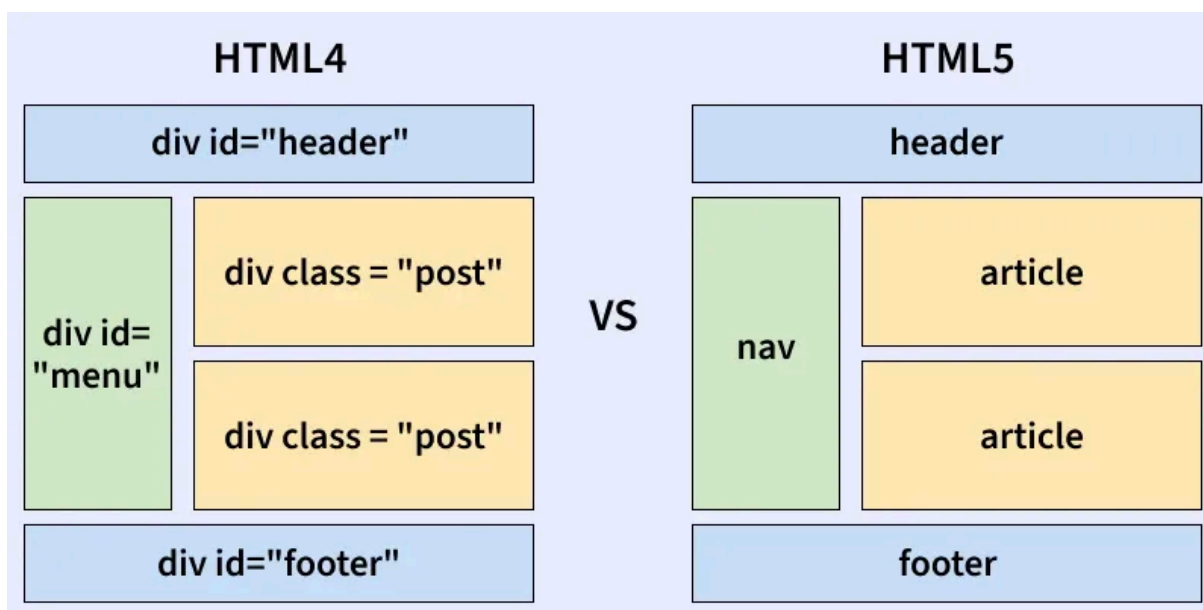 HTML4
div id="header"
div id=
"menu"
div class = "post"
div class = "post"
div id="footer"
VS
HTML5
header
nav
article
article
footer